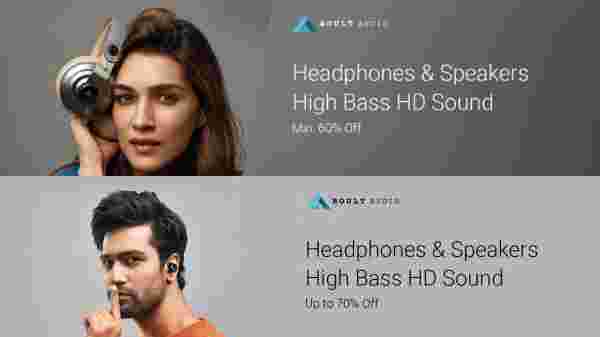 BOULT AUDIO
Headphones & Speakers
High Bass HD Sound
Min. 60% Off
BOULT AUDIO
Headphones & Speakers
High Bass HD Sound
Up to 70% Off